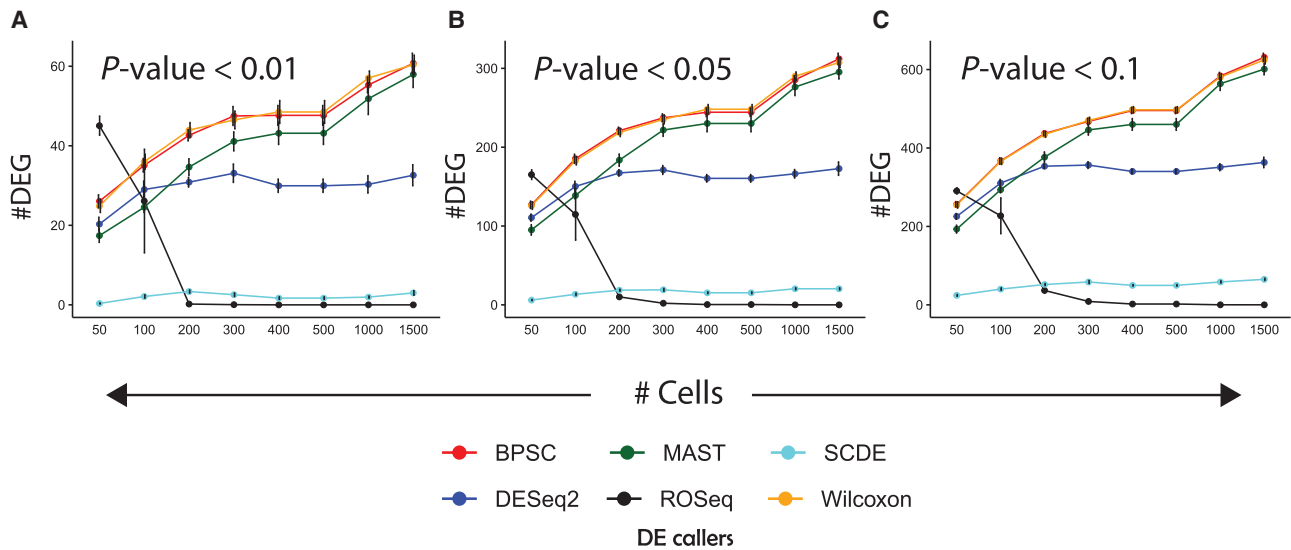 A
P-value < 0.01
#DEG
60
40
20
0
50 100 200 300 400 500 1000 1500
B
P-value < 0.05
#DEG
300
200
100
0
50 100 200 300 400 500 1000 1500
C
P-value < 0.1
#DEG
600
400
200
0
50 100 200 300 400 500 1000 1500
# Cells
BPSC MAST SCDE
DESeq2 ROSeq Wilcoxon
DE callers